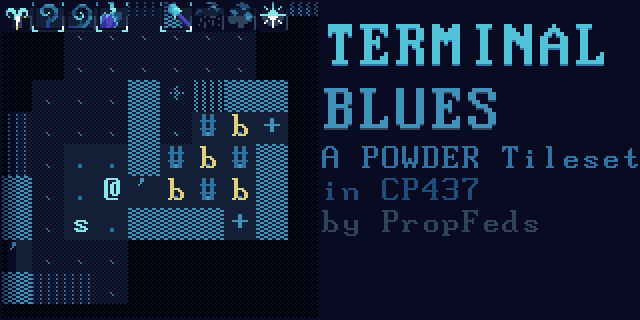 TERMINAL
BLUES
A POWDER Tileset
in CP437
by PropFeds
# b +
# b #
@ ' b # b
s +